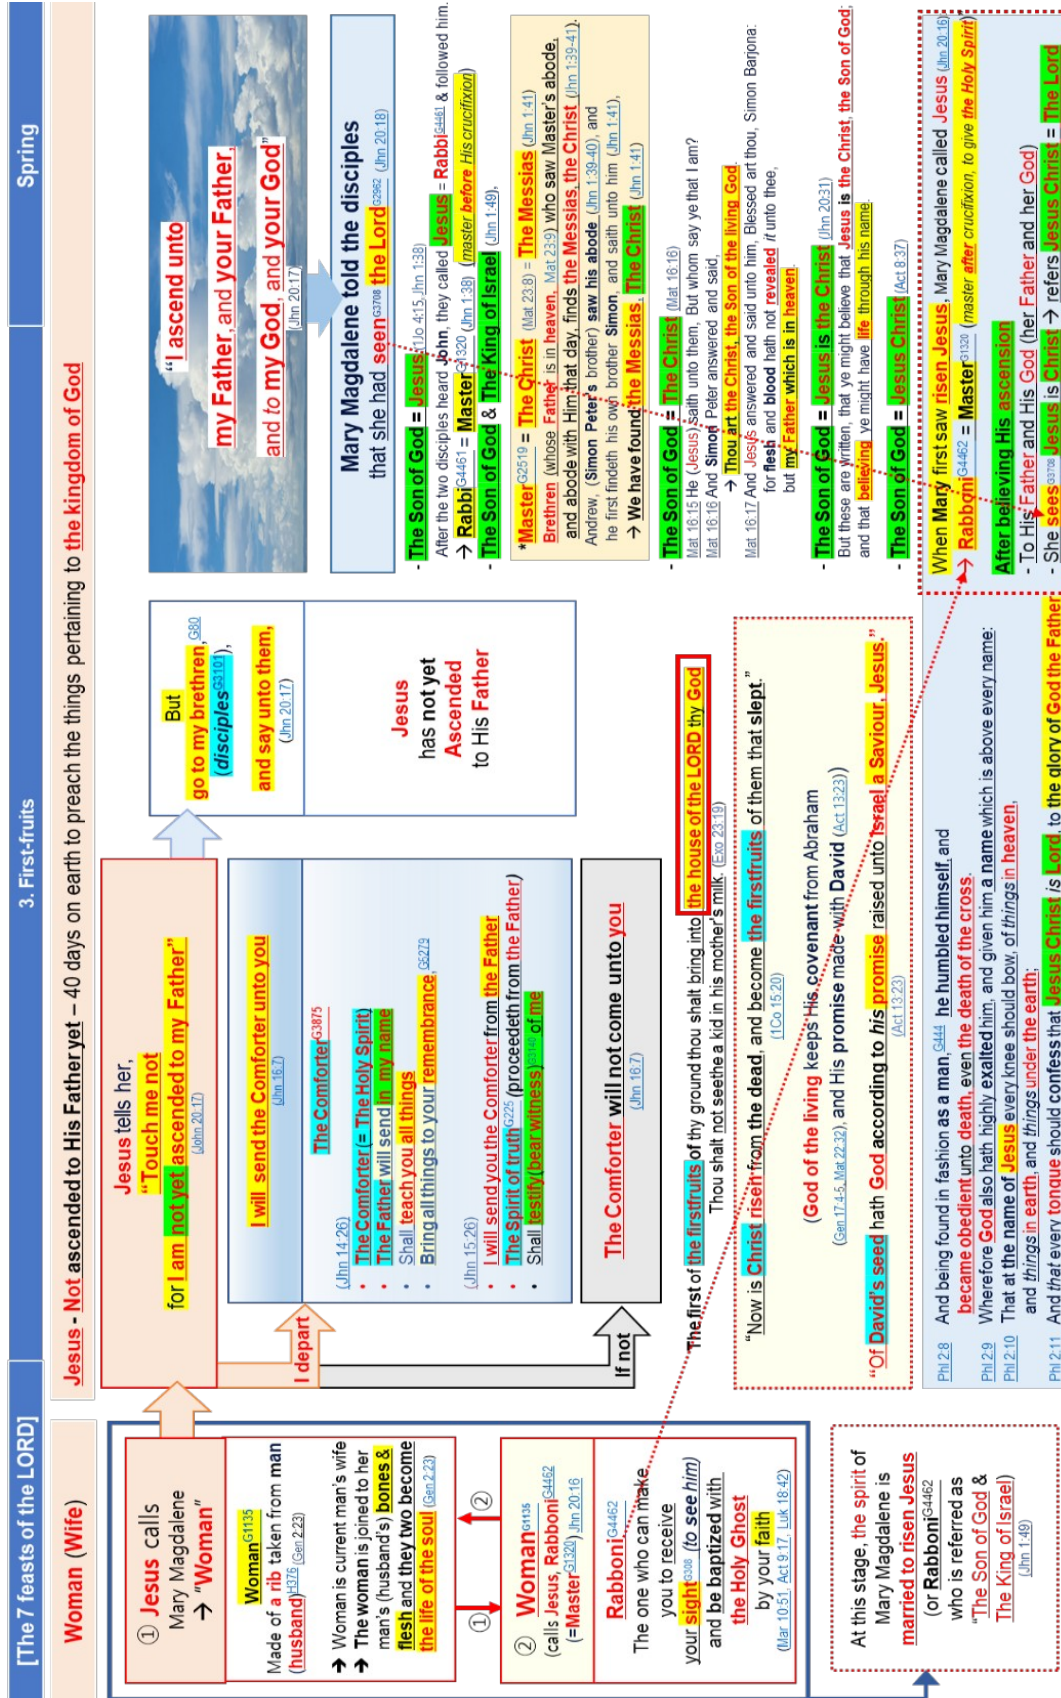 [The 7 feasts of the LORD]
3. First-fruits
Spring
Woman (Wife)
Jesus - Not ascended to His Father yet – 40 days on earth to preach the things pertaining to the kingdom of God
① Jesus calls
Mary Magdalene
→ "Woman"
Woman G1135
Made of a rib taken from man
(husband) H376 (Gen 2:23)
➔ Woman is current man's wife
➔ The woman is joined to her
man's (husband's) bones &
flesh and they two become
the life of the soul (Gen 2:23)
①
②
② Woman G1135
(calls Jesus, Rabboni G4462
(=Master G1320) Jhn 20:16
Rabboni G4462
The one who can make
you to receive
your sight G308 (to see him)
and be baptized with
the Holy Ghost
by your faith
(Mar 10:51, Act 9:17, Luk 18:42)
At this stage, the spirit of
Mary Magdalene is
married to risen Jesus
(or Rabboni G4462
who is referred as
"The Son of God &
The King of Israel)
(Jhn 1:49)
Jesus tells her,
"Touch me not
for I am not yet ascended to my Father"
(John 20:17)
I depart
If not
I will send the Comforter unto you
(Jhn 16:7)
The Comforter G3875
(Jhn 14:26)
• The Comforter (= The Holy Spirit)
• The Father will send in my name
• Shall teach you all things
• Bring all things to your remembrance, G5279
(Jhn 15:26)
• I will send you the Comforter from the Father
• The Spirit of truth G225 (proceedeth from the Father)
• Shall testify(bear witness) G3140 of me
The Comforter will not come unto you
(Jhn 16:7)
But
go to my brethren, G80
(disciples G3101),
and say unto them,
(Jhn 20:17)
Jesus
has not yet
Ascended
to His Father
"I ascend unto
my Father, and your Father,
and to my God, and your God"
(Jhn 20:17)
Mary Magdalene told the disciples
that she had seen G3708 the Lord G2962 (Jhn 20:18)
- The Son of God = Jesus (1Jo 4:15, Jhn 1:38)
After the two disciples heard John, they called Jesus = Rabbi G4461 & followed him.
→ Rabbi G4461 = Master G1320 (Jhn 1:38) (master before His crucifixion)
- The Son of God & The King of Israel (Jhn 1:49),
*Master G2519 = The Christ (Mat 23:8) = The Messias (Jhn 1:41)
Brethren (whose Father is in heaven, Mat 23:9) who saw Master's abode,
and abode with Him that day, finds the Messias, the Christ (Jhn 1:39-41).
Andrew, (Simon Peter's brother) saw his abode (Jhn 1:39-40), and
he first findeth his own brother Simon, and saith unto him (Jhn 1:41),
→ We have found the Messias, The Christ (Jhn 1:41)
- The Son of God = The Christ (Mat 16:16)
Mat 16:15 He (Jesus) saith unto them, But whom say ye that I am?
Mat 16:16 And Simon Peter answered and said,
→ Thou art the Christ, the Son of the living God.
Mat 16:17 And Jesus answered and said unto him, Blessed art thou, Simon Barjona:
for flesh and blood hath not revealed it unto thee,
but my Father which is in heaven.
- The Son of God = Jesus is the Christ (Jhn 20:31)
But these are written, that ye might believe that Jesus is the Christ, the Son of God;
and that believing ye might have life through his name.
- The Son of God = Jesus Christ (Act 8:37)
The first of the firstfruits of thy ground thou shalt bring into the house of the LORD thy God
Thou shalt not seethe a kid in his mother's milk. (Exo 23:19)
"Now is Christ risen from the dead, and become the firstfruits of them that slept."
(1Co 15:20)
(God of the living keeps His covenant from Abraham
(Gen 17:4-5, Mat 22:32), and His promise made with David (Act 13:23))
"Of David's seed hath God according to his promise raised unto Israel a Saviour, Jesus."
(Act 13:23)
Phl 2:8 And being found in fashion as a man, G444 he humbled himself, and
became obedient unto death, even the death of the cross.
Phl 2:9 Wherefore God also hath highly exalted him, and given him a name which is above every name:
Phl 2:10 That at the name of Jesus every knee should bow, of things in heaven,
and things in earth, and things under the earth;
Phl 2:11 And that every tongue should confess that Jesus Christ is Lord, to the glory of God the Father.
When Mary first saw risen Jesus, Mary Magdalene called Jesus (Jhn 20:16)
→ Rabboni G4462 = Master G1320 (master after crucifixion, to give the Holy Spirit)
After believing His ascension
- To His Father and His God (her Father and her God)
- She sees G3708 Jesus is Christ → refers Jesus Christ = The Lord